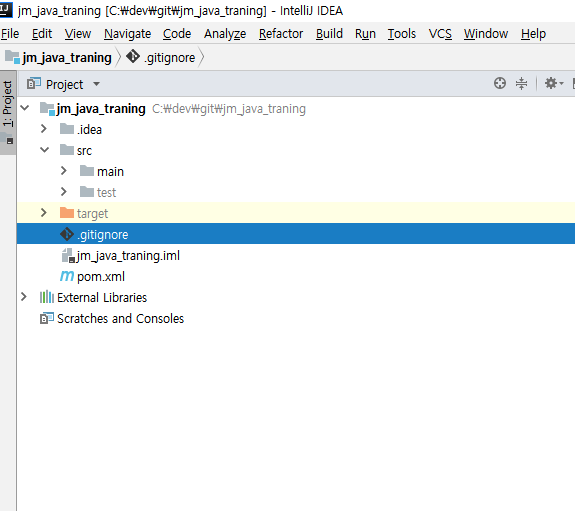 jm_java_traning [C:₩dev₩git₩jm_java_traning] - IntelliJ IDEA
File Edit View Navigate Code Analyze Refactor Build Run Tools VCS Window Help
jm_java_traning .gitignore
1: Project
Project
jm_java_traning C:₩dev₩git₩jm_java_traning
.idea
src
main
test
target
.gitignore
jm_java_traning.iml
pom.xml
External Libraries
Scratches and Consoles